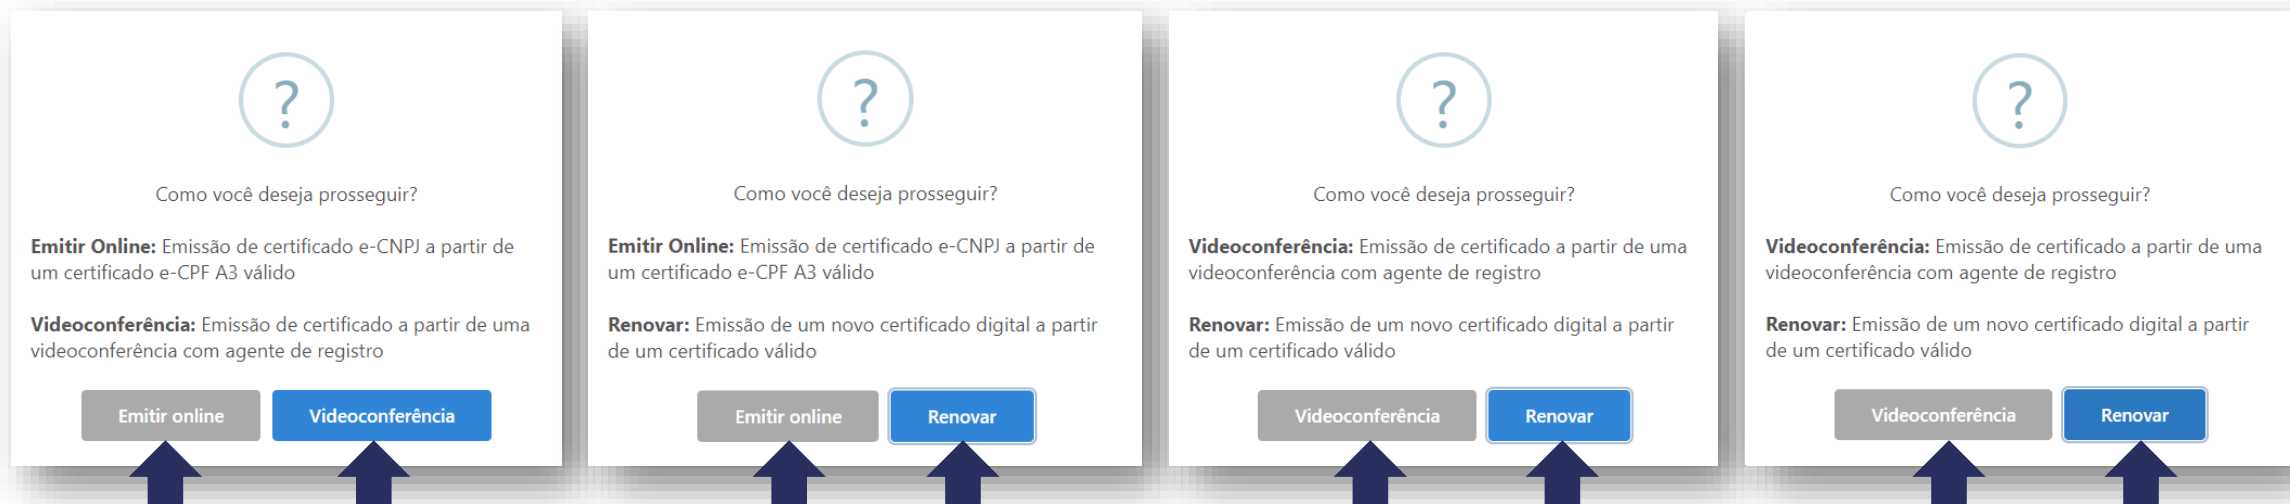 ?
Como você deseja prosseguir?
Emitir Online: Emissão de certificado e-CNPJ a partir de
um certificado e-CPF A3 válido
Videoconferência: Emissão de certificado a partir de uma
videoconferência com agente de registro
Emitir online
Videoconferência
?
Como você deseja prosseguir?
Emitir Online: Emissão de certificado e-CNPJ a partir de
um certificado e-CPF A3 válido
Renovar: Emissão de um novo certificado digital a partir
de um certificado válido
Emitir online
Renovar
?
Como você deseja prosseguir?
Videoconferência: Emissão de certificado a partir de uma
videoconferência com agente de registro
Renovar: Emissão de um novo certificado digital a partir
de um certificado válido
Videoconferência
Renovar
?
Como você deseja prosseguir?
Videoconferência: Emissão de certificado a partir de uma
videoconferência com agente de registro
Renovar: Emissão de um novo certificado digital a partir
de um certificado válido
Videoconferência
Renovar